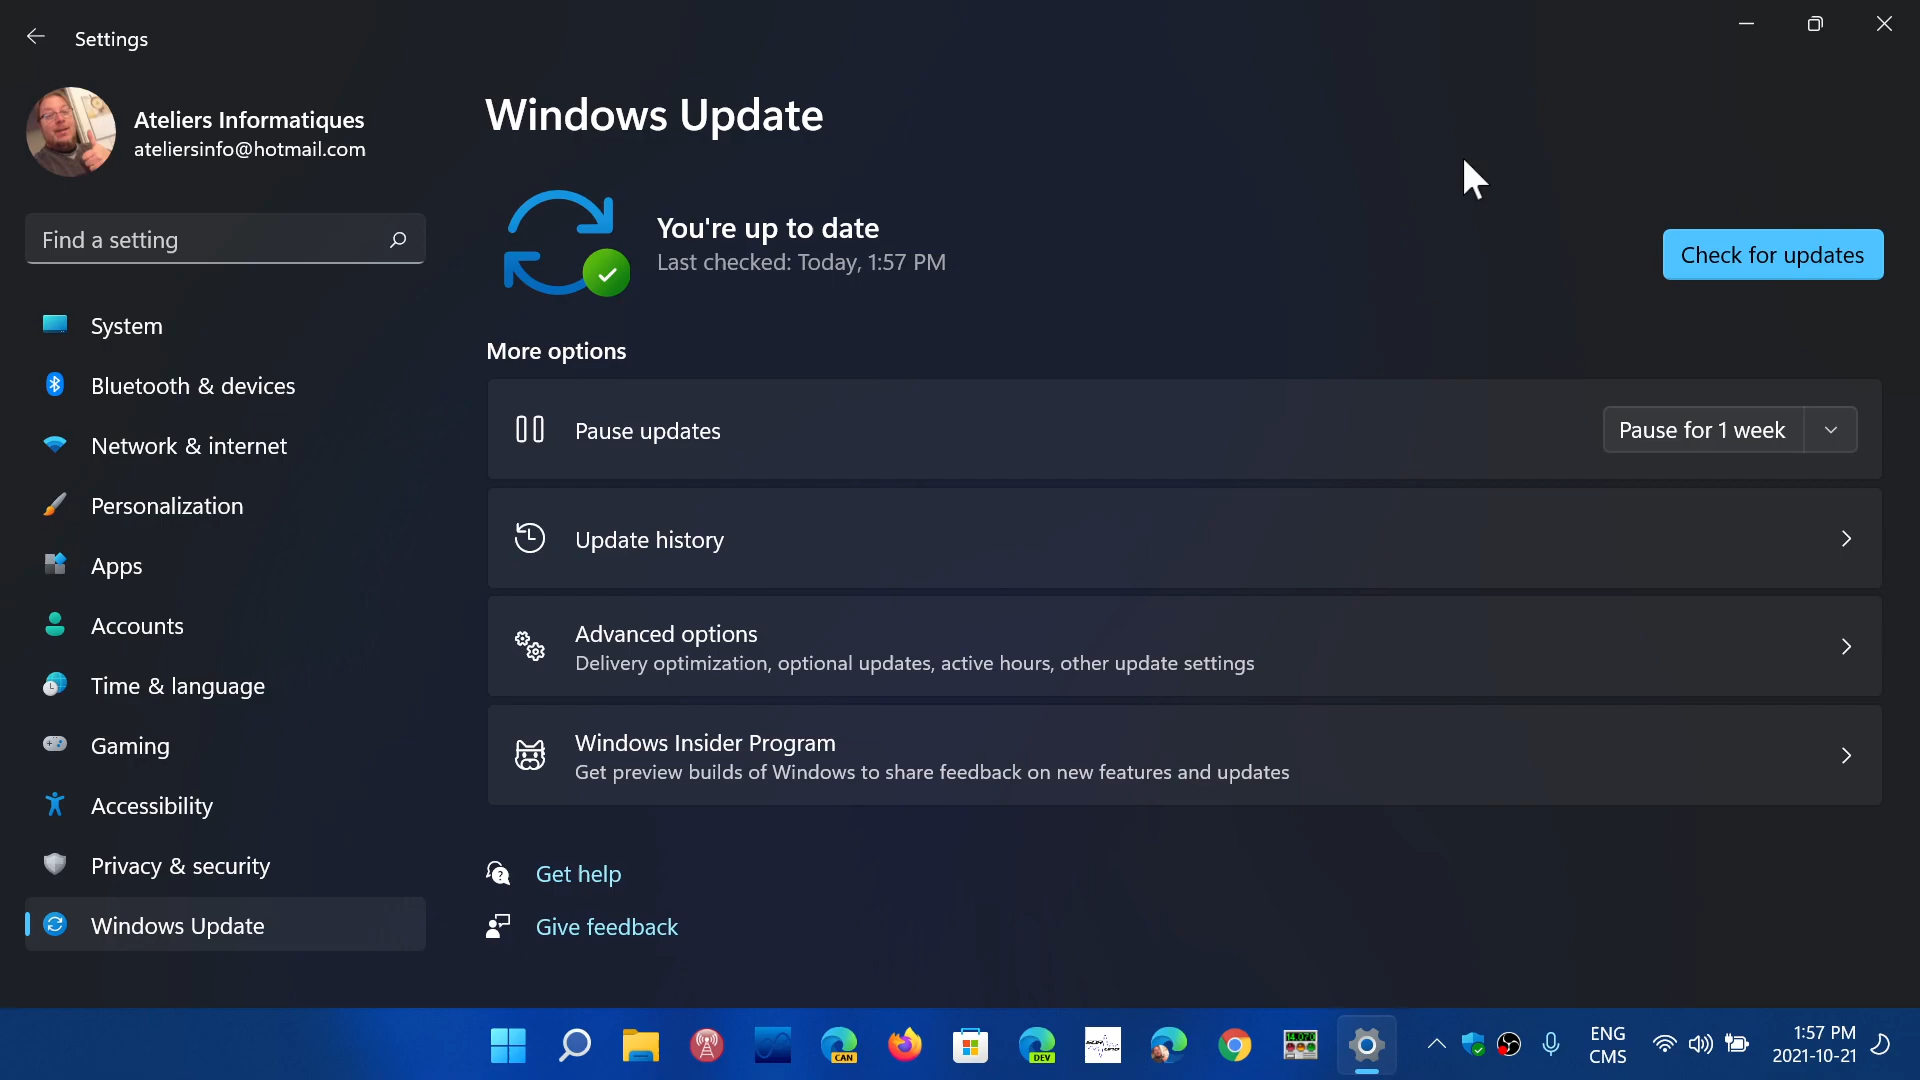 Settings
Ateliers Informatiques
ateliersinfo@hotmail.com
Find a setting
System
Bluetooth & devices
Network & internet
Personalization
Apps
Accounts
Time & language
Gaming
Accessibility
Privacy & security
Windows Update
Windows Update
You're up to date
Last checked: Today, 1:57 PM
Check for updates
More options
Pause updates
Pause for 1 week
Update history
Advanced options
Delivery optimization, optional updates, active hours, other update settings
Windows Insider Program
Get preview builds of Windows to share feedback on new features and updates
Get help
Give feedback
CAN
DEV
ENG
CMS
1:57 PM
2021-10-21